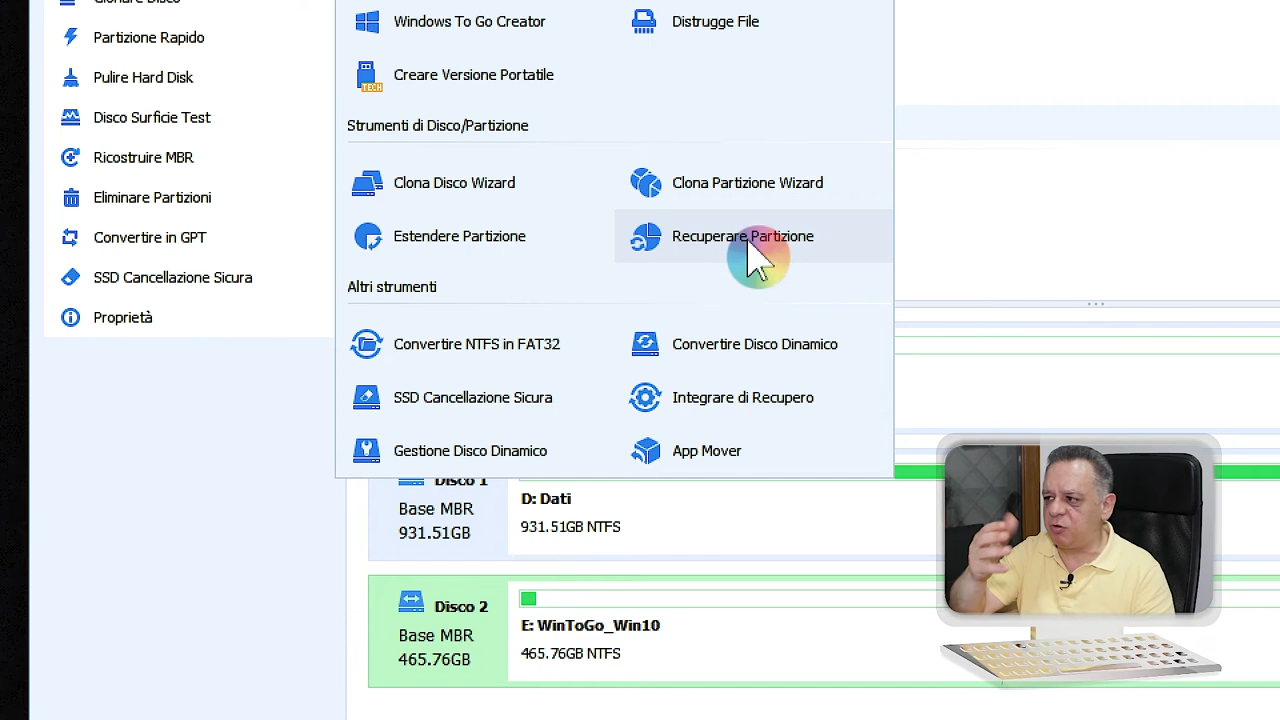 Clonare Disco
Partizione Rapido
Pulire Hard Disk
Disco Surficie Test
Ricostruire MBR
Eliminare Partizioni
Convertire in GPT
SSD Cancellazione Sicura
Proprietà
Windows To Go Creator
Distrugge File
TECH
Creare Versione Portatile
Strumenti di Disco/Partizione
Clona Disco Wizard
Clona Partizione Wizard
Estendere Partizione
Recuperare Partizione
Altri strumenti
Convertire NTFS in FAT32
Convertire Disco Dinamico
SSD Cancellazione Sicura
Integrare di Recupero
Gestione Disco Dinamico
App Mover
Disco 1
Base MBR
931.51GB
D: Dati
931.51GB NTFS
Disco 2
Base MBR
465.76GB
E: WinToGo_Win10
465.76GB NTFS